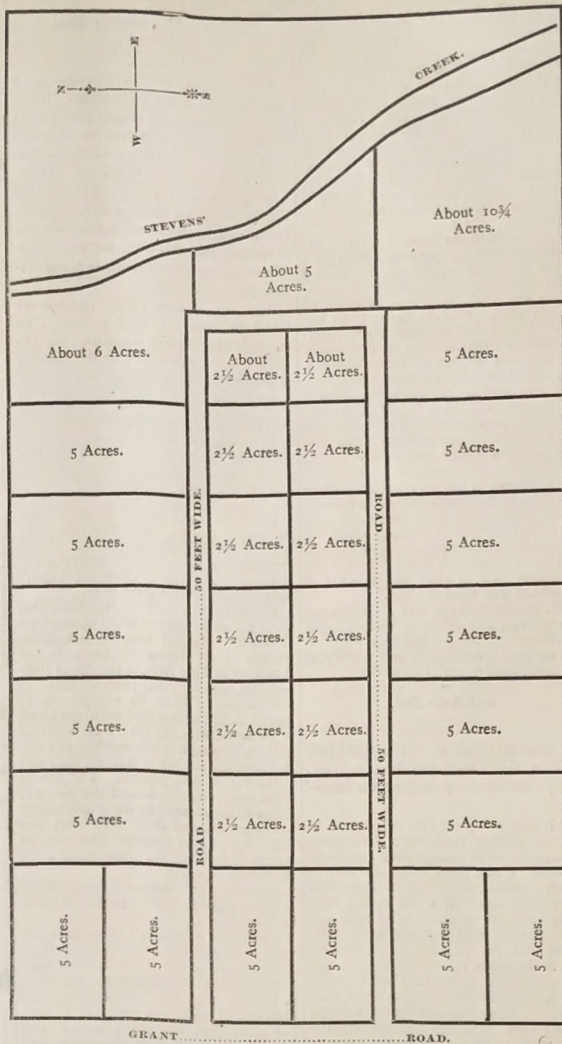 E
N
S
W
CREEK.
STEVENS'
About 10¾
Acres.
About 5
Acres.
About 6 Acres.
About
2½ Acres.
About
2½ Acres.
5 Acres.
5 Acres.
2½ Acres.
2½ Acres.
5 Acres.
5 Acres.
2½ Acres.
2½ Acres.
5 Acres.
5 Acres.
2½ Acres.
2½ Acres.
5 Acres.
5 Acres.
2½ Acres.
2½ Acres.
5 Acres.
5 Acres.
2½ Acres.
2½ Acres.
5 Acres.
ROAD..........50 FEET WIDE.
ROAD..........50 FEET WIDE.
5 Acres.
5 Acres.
5 Acres.
5 Acres.
5 Acres.
5 Acres.
GRANT..........ROAD.